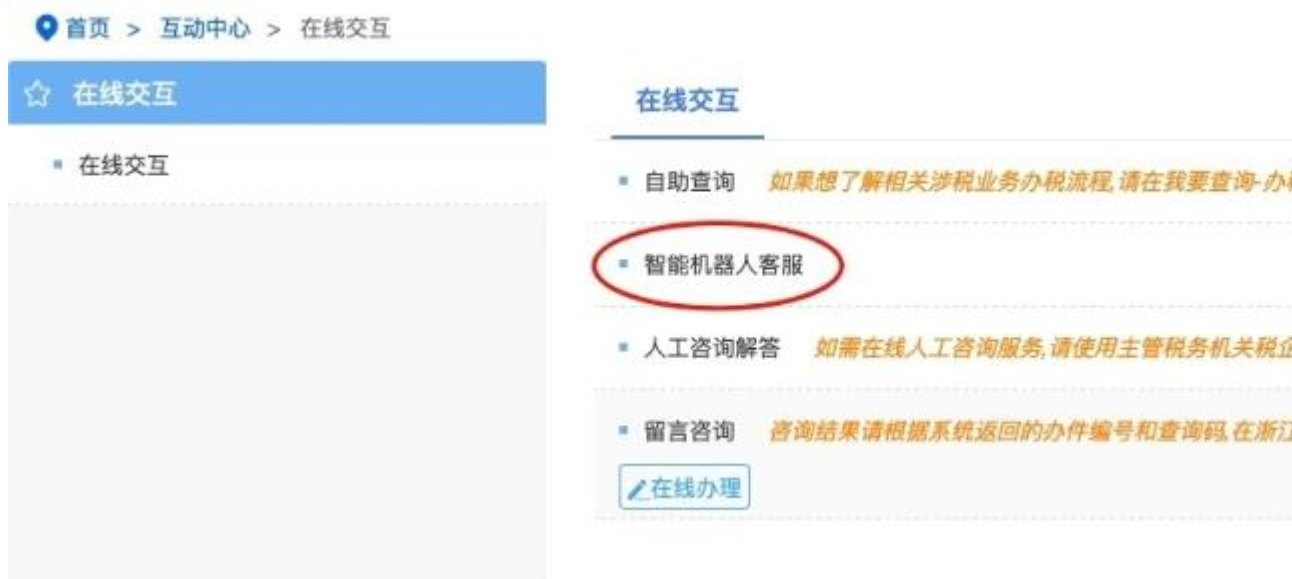 首页 > 互动中心 > 在线交互
在线交互
在线交互
在线交互
自助查询 如果想了解相关涉税业务办税流程,请在我要查询-办
智能机器人客服
人工咨询解答 如需在线人工咨询服务,请使用主管税务机关税企
留言咨询 咨询结果请根据系统返回的办件编号和查询码,在浙江
在线办理